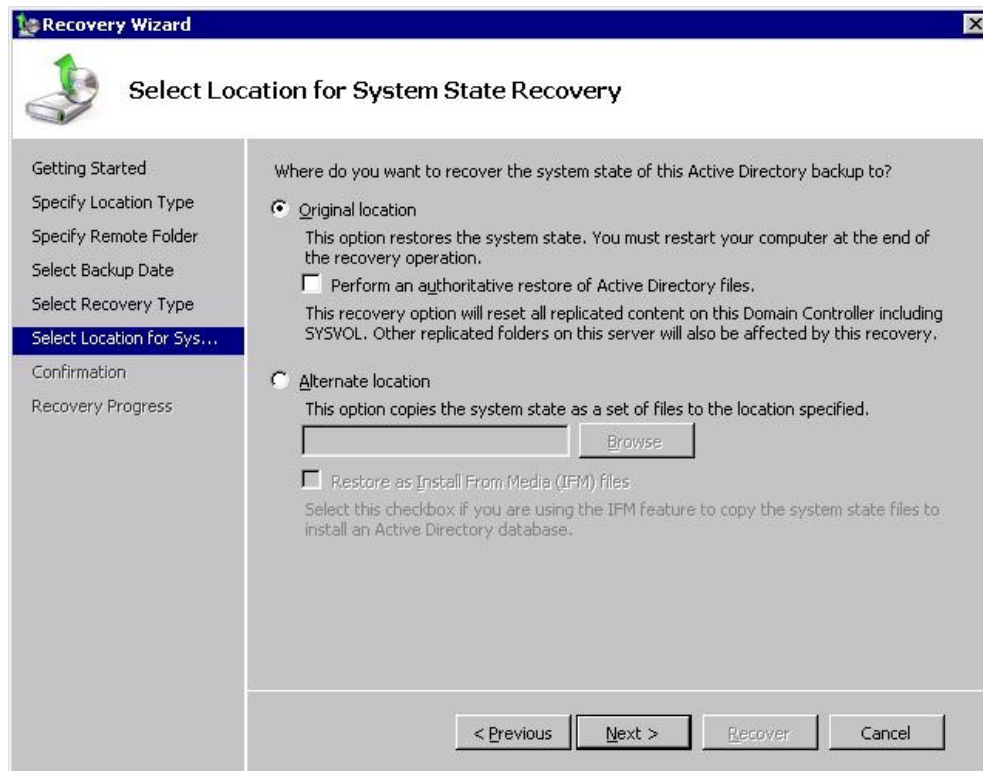 Recovery Wizard
Select Location for System State Recovery
Getting Started
Specify Location Type
Specify Remote Folder
Select Backup Date
Select Recovery Type
Select Location for Sys...
Confirmation
Recovery Progress
Where do you want to recover the system state of this Active Directory backup to?
Original location
This option restores the system state. You must restart your computer at the end of
the recovery operation.
Perform an authoritative restore of Active Directory files.
This recovery option will reset all replicated content on this Domain Controller including
SYSVOL. Other replicated folders on this server will also be affected by this recovery.
Alternate location
This option copies the system state as a set of files to the location specified.
Browse
Restore as Install From Media (IFM) files
Select this checkbox if you are using the IFM feature to copy the system state files to
install an Active Directory database.
< Previous
Next >
Recover
Cancel